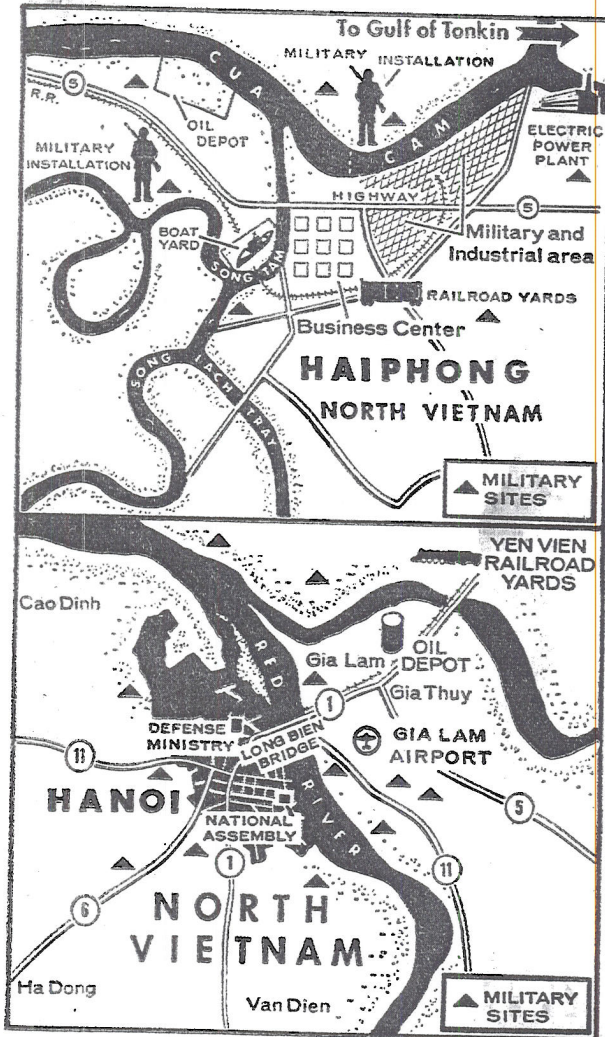 To Gulf of Tonkin
MILITARY
INSTALLATION
CUA
CAM
5
R.R.
OIL
DEPOT
ELECTRIC
POWER
PLANT
MILITARY
INSTALLATION
HIGHWAY
5
BOAT
YARD
Military and
Industrial area
SONG TAM
RAILROAD YARDS
Business Center
HAIPHONG
NORTH VIETNAM
SONG LACH TRAY
MILITARY
SITES
YEN VIEN
RAILROAD
YARDS
Cao Dinh
RED
RIVER
Gia Lam
OIL
DEPOT
Gia Thuy
1
DEFENSE
MINISTRY
LONG BIEN
BRIDGE
GIA LAM
AIRPORT
11
HANOI
NATIONAL
ASSEMBLY
5
1
11
6
NORTH
VIETNAM
Ha Dong
Van Dien
MILITARY
SITES